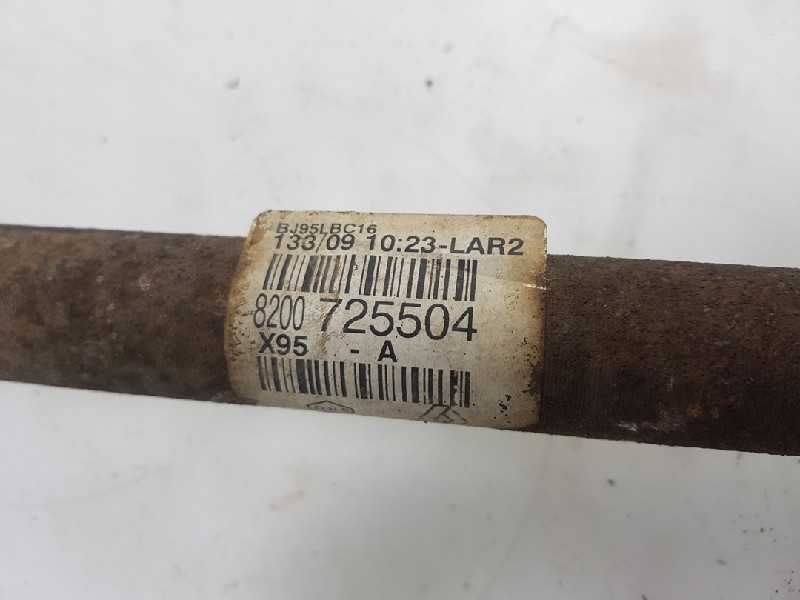 BJ95LBC16
133/09 10:23-LAR2
8200 725504
X95 - A